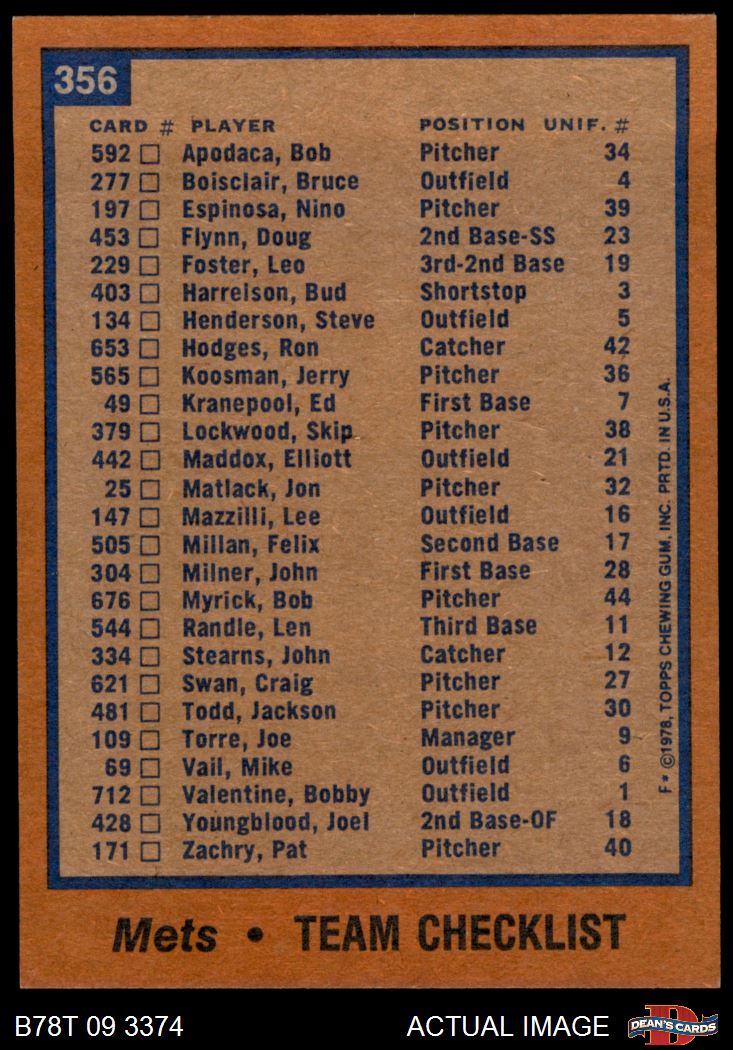 356
CARD # PLAYER POSITION UNIF. #
592 Apodaca, Bob Pitcher 34
277 Boisclair, Bruce Outfield 4
197 Espinosa, Nino Pitcher 39
453 Flynn, Doug 2nd Base-SS 23
229 Foster, Leo 3rd-2nd Base 19
403 Harrelson, Bud Shortstop 3
134 Henderson, Steve Outfield 5
653 Hodges, Ron Catcher 42
565 Koosman, Jerry Pitcher 36
49 Kranepool, Ed First Base 7
379 Lockwood, Skip Pitcher 38
442 Maddox, Elliott Outfield 21
25 Matlack, Jon Pitcher 32
147 Mazzilli, Lee Outfield 16
505 Millan, Felix Second Base 17
304 Milner, John First Base 28
676 Myrick, Bob Pitcher 44
544 Randle, Len Third Base 11
334 Stearns, John Catcher 12
621 Swan, Craig Pitcher 27
481 Todd, Jackson Pitcher 30
109 Torre, Joe Manager 9
69 Vail, Mike Outfield 6
712 Valentine, Bobby Outfield 1
428 Youngblood, Joel 2nd Base-OF 18
171 Zachry, Pat Pitcher 40
F* ©1978, TOPPS CHEWING GUM, INC. PRTD. IN U.S.A.
Mets • TEAM CHECKLIST
B78T 09 3374 ACTUAL IMAGE
D
DEAN'S CARDS